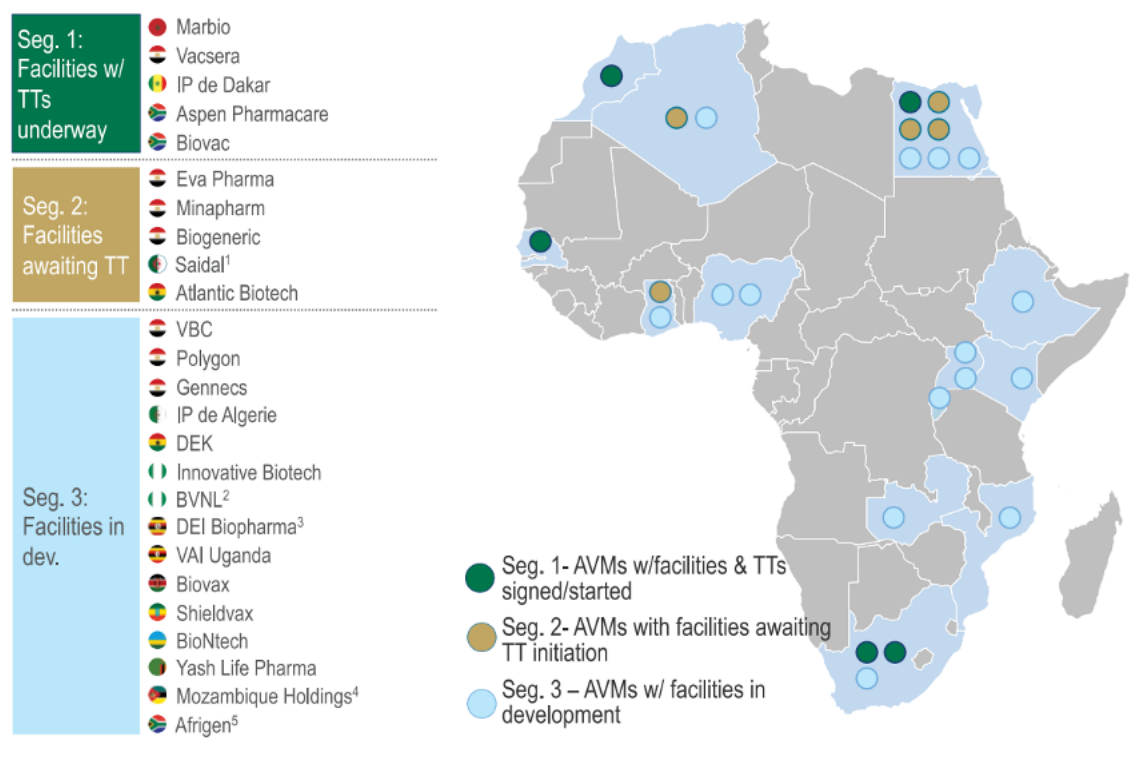 Seg. 1:
Facilities w/
TTs
underway
Marbio
Vacsera
IP de Dakar
Aspen Pharmacare
Biovac
Seg. 2:
Facilities
awaiting TT
Eva Pharma
Minapharm
Biogeneric
Saidal¹
Atlantic Biotech
Seg. 3:
Facilities in
dev.
VBC
Polygon
Gennecs
IP de Algerie
DEK
Innovative Biotech
BVNL²
DEI Biopharma³
VAI Uganda
Biovax
Shieldvax
BioNtech
Yash Life Pharma
Mozambique Holdings⁴
Afrigen⁵
Seg. 1- AVMs w/facilities & TTs
signed/started
Seg. 2- AVMs with facilities awaiting
TT initiation
Seg. 3 – AVMs w/ facilities in
development